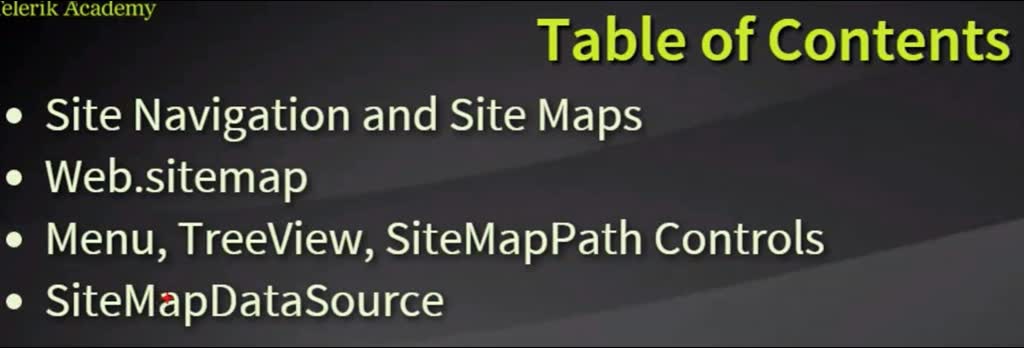 elerik Academy
Table of Contents
• Site Navigation and Site Maps
• Web.sitemap
• Menu, TreeView, SiteMapPath Controls
• SiteMapDataSource